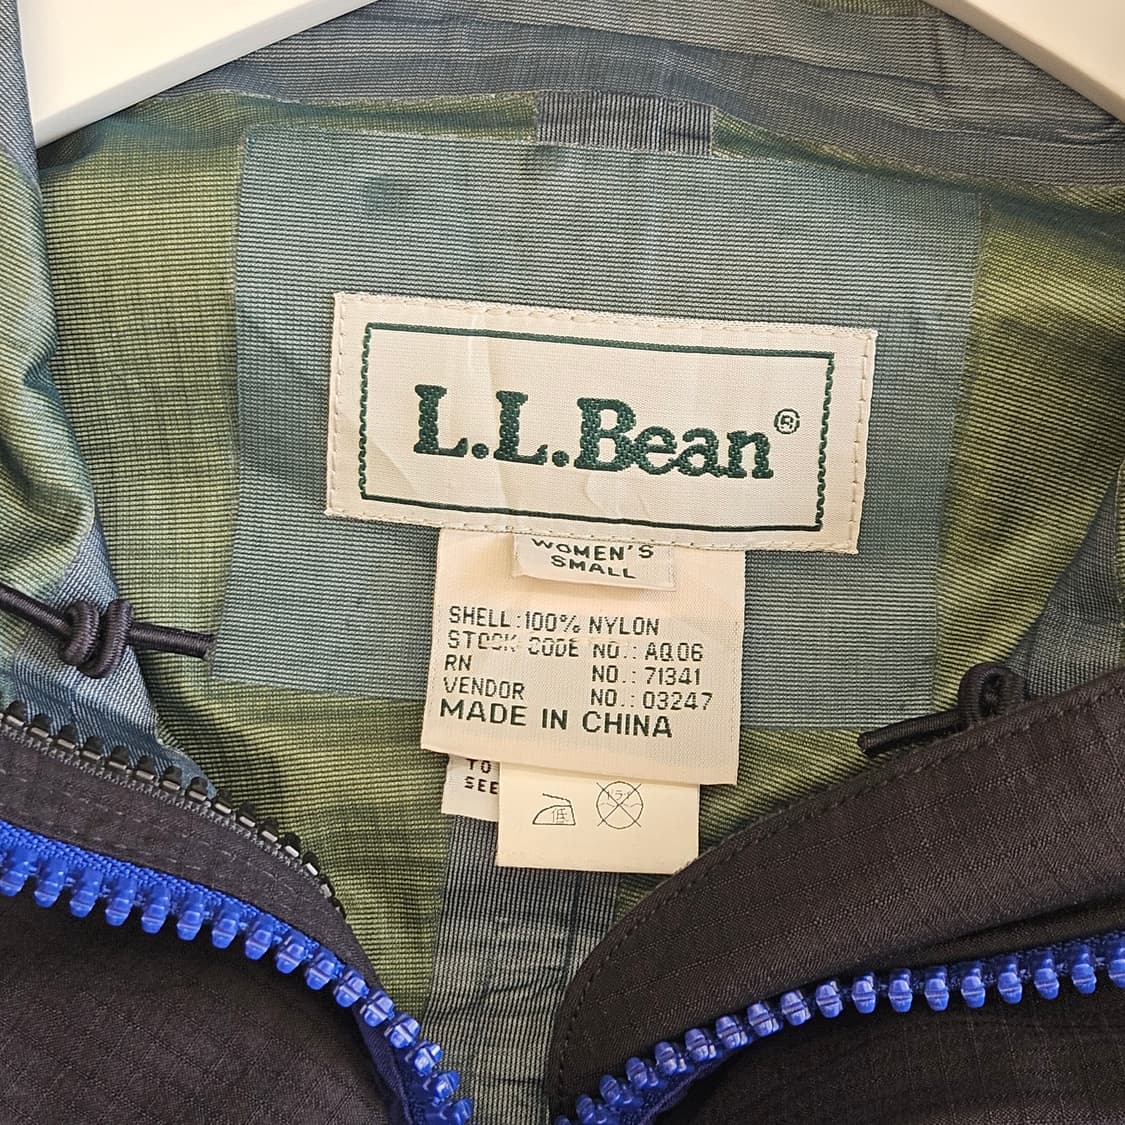 L.L.Bean®
WOMEN'S
SMALL
SHELL:100% NYLON
STOCK CODE NO.: AQ06
RN NO.: 71341
VENDOR NO.: 03247
MADE IN CHINA
TO
SEE
低